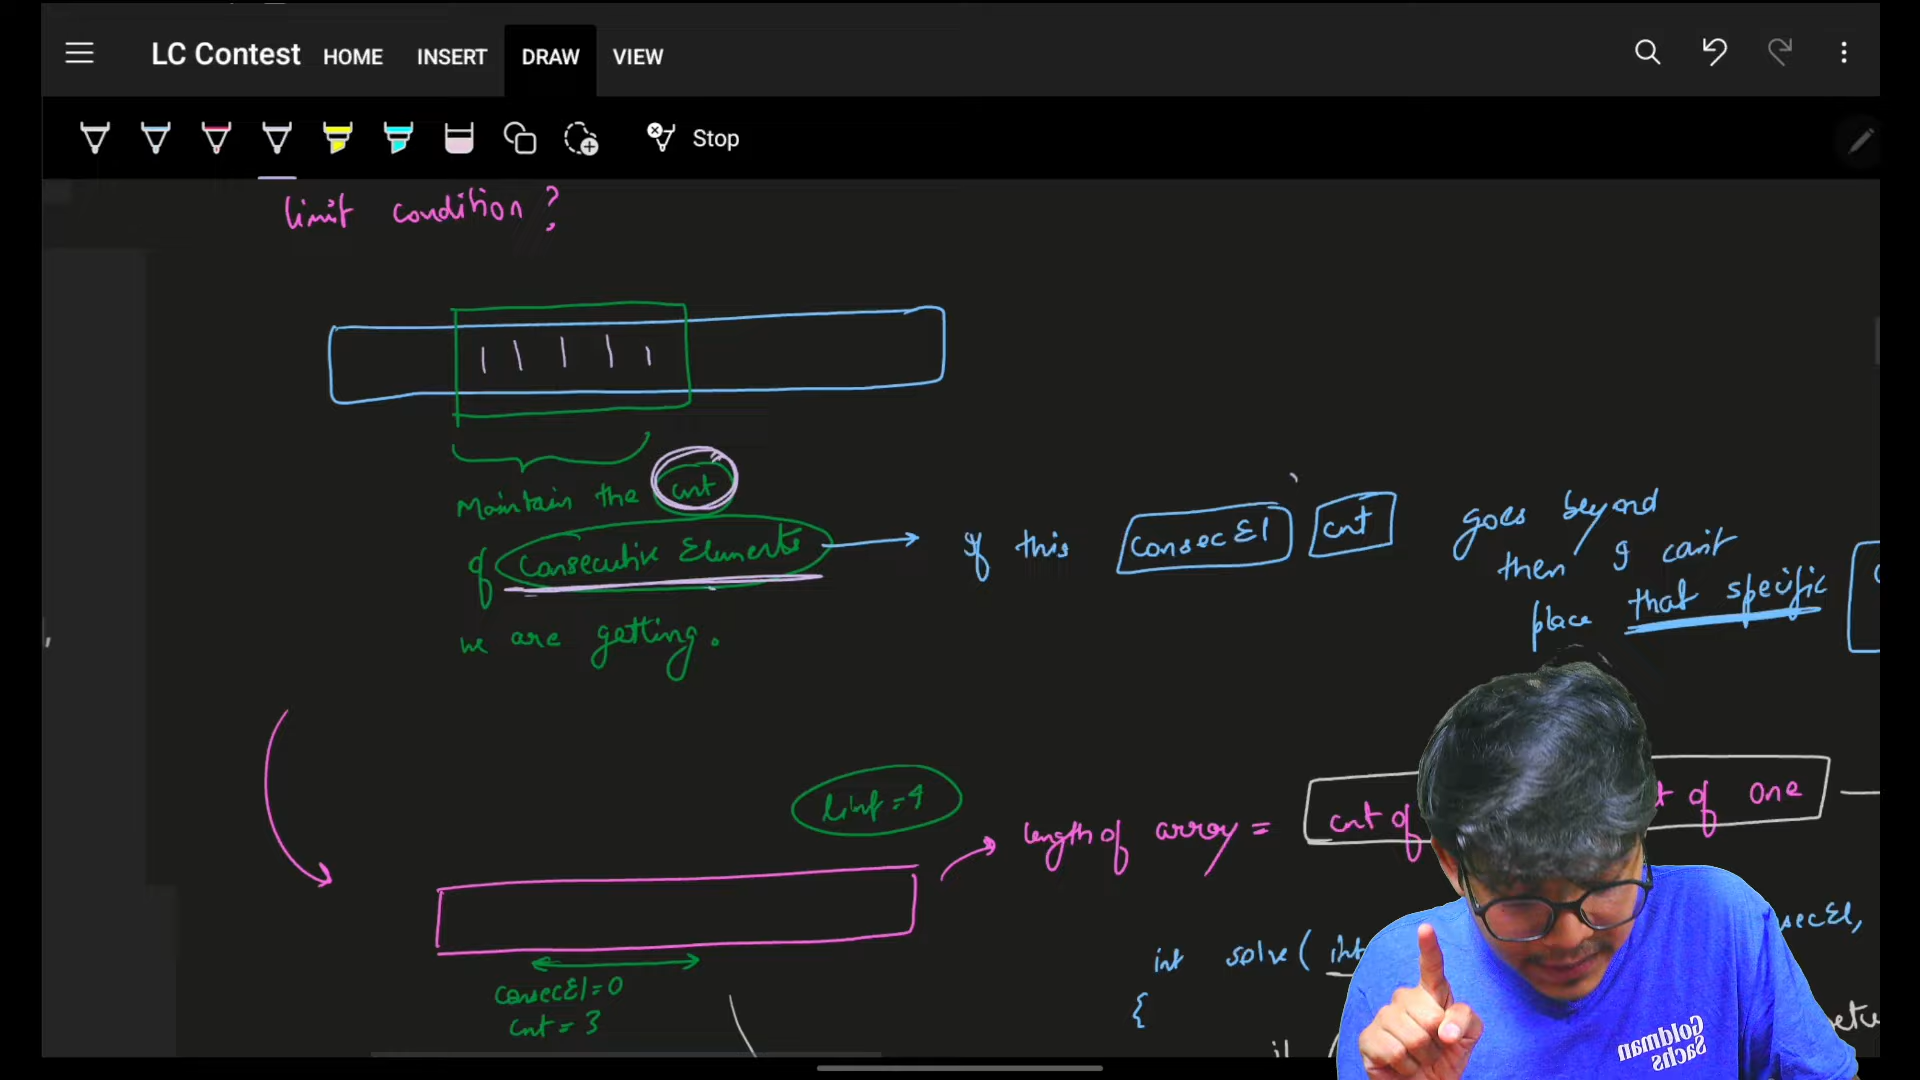 LC Contest HOME INSERT DRAW VIEW
Stop
limit condition?
Maintain the cnt
of Consecutive Elements
we are getting.
if this consecEl cnt goes beyond
then I can't
place that specific
limit = 4
length of array = cnt of t of one
consecEl = 0
cnt = 3
int solve( int secEl,
{
Goldman
Sachs